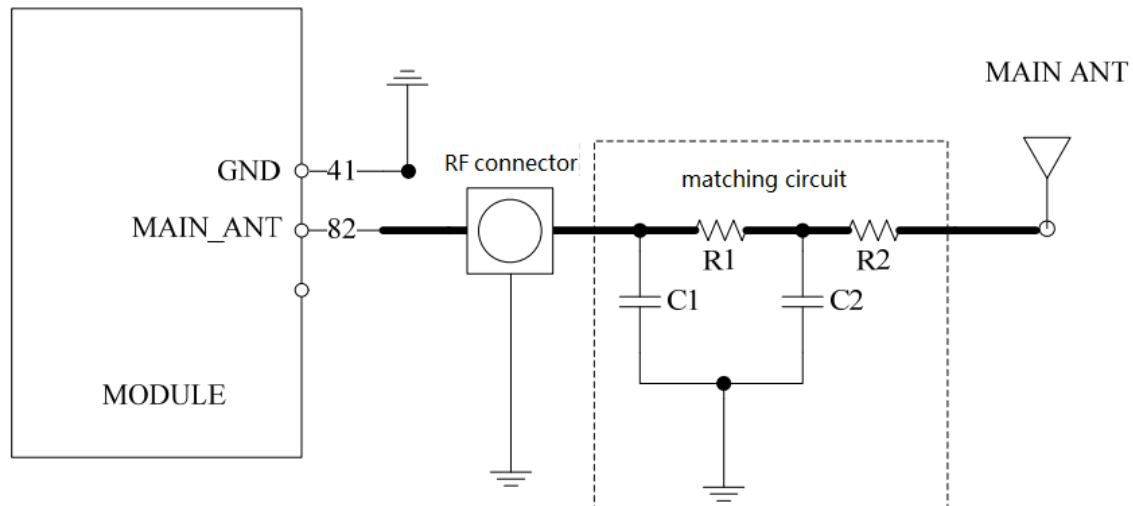 MAIN ANT
RF connector
matching circuit
GND 41
MAIN_ANT 82
R1 R2
C1 C2
MODULE